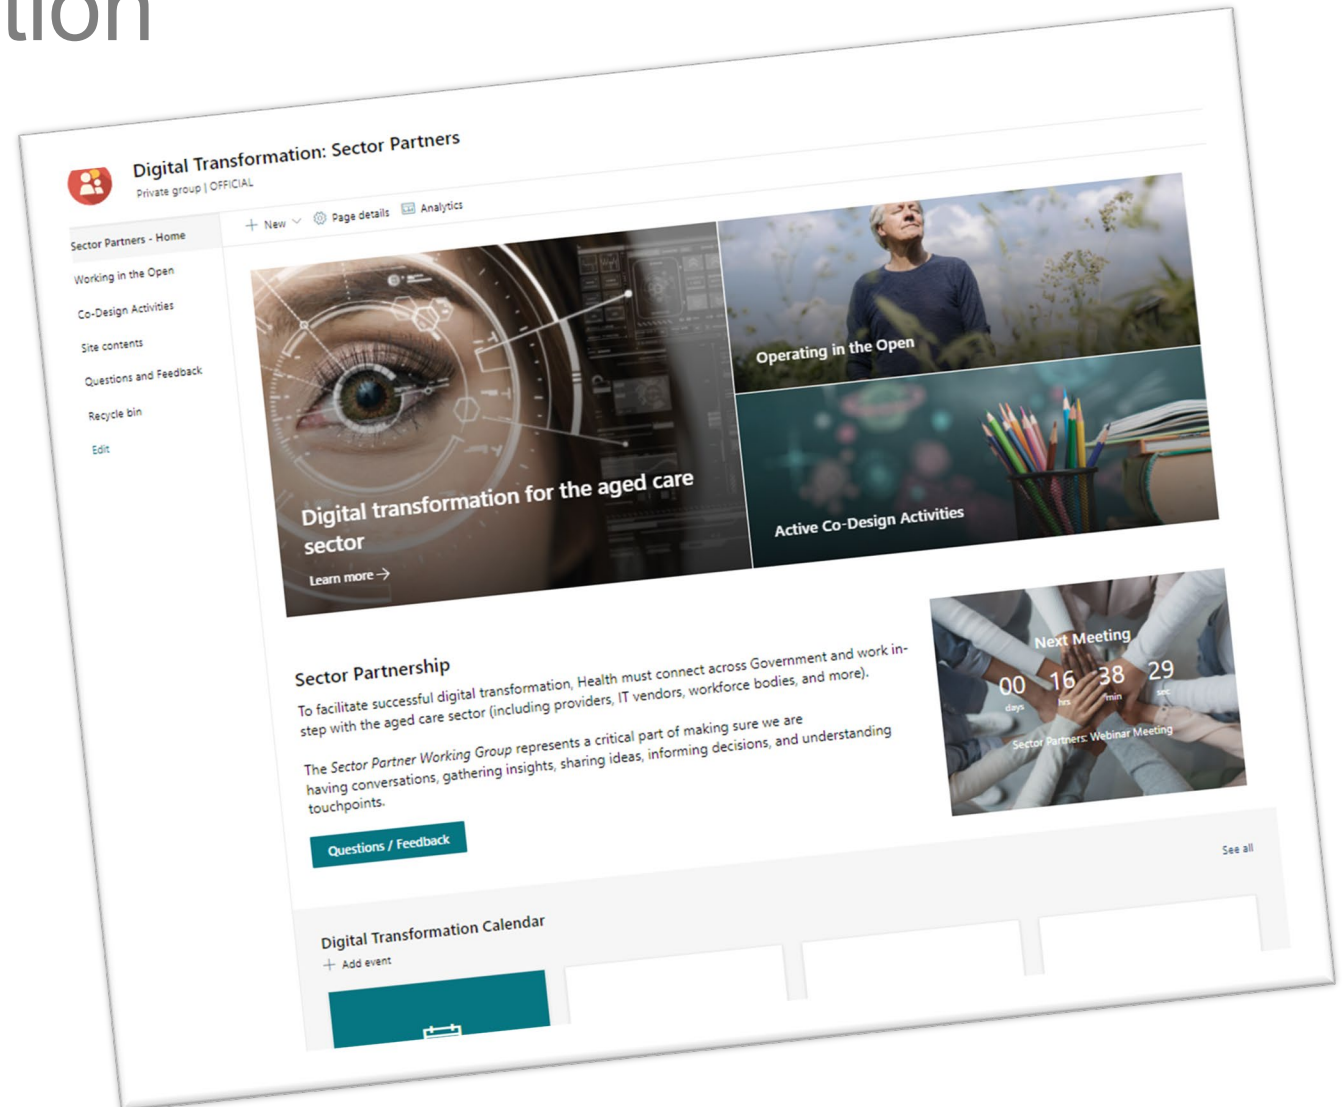 tion
Digital Transformation: Sector Partners
Private group | OFFICIAL
Sector Partners - Home
Working in the Open
Co-Design Activities
Site contents
Questions and Feedback
Recycle bin
Edit
New
Page details
Analytics
Digital transformation for the aged care
sector
Learn more →
Operating in the Open
Active Co-Design Activities
Sector Partnership
To facilitate successful digital transformation, Health must connect across Government and work in-
step with the aged care sector (including providers, IT vendors, workforce bodies, and more).
The Sector Partner Working Group represents a critical part of making sure we are
having conversations, gathering insights, sharing ideas, informing decisions, and understanding
touchpoints.
Questions / Feedback
Next Meeting
00 16 38 29
days hrs min sec
Sector Partners: Webinar Meeting
See all
Digital Transformation Calendar
Add event